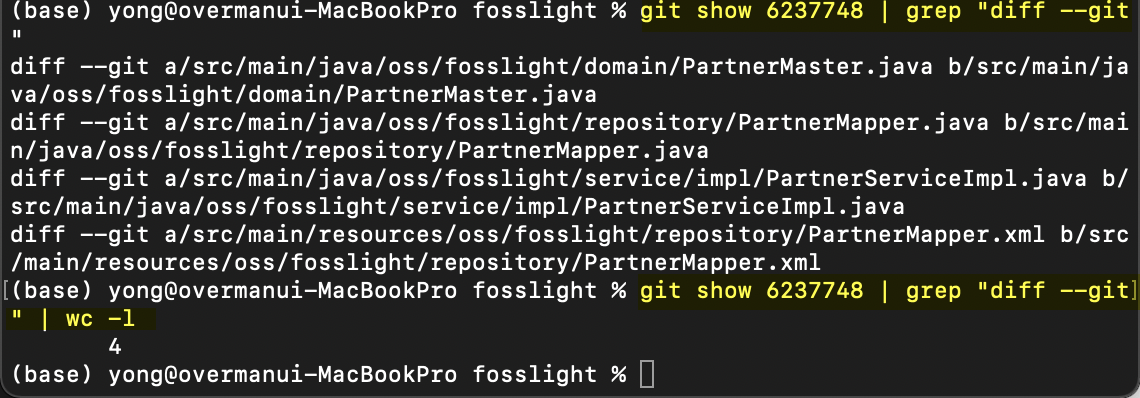 (base) yong@overmanui-MacBookPro fosslight % git show 6237748 | grep "diff --git
"
diff --git a/src/main/java/oss/fosslight/domain/PartnerMaster.java b/src/main/ja
va/oss/fosslight/domain/PartnerMaster.java
diff --git a/src/main/java/oss/fosslight/repository/PartnerMapper.java b/src/mai
n/java/oss/fosslight/repository/PartnerMapper.java
diff --git a/src/main/java/oss/fosslight/service/impl/PartnerServiceImpl.java b/
src/main/java/oss/fosslight/service/impl/PartnerServiceImpl.java
diff --git a/src/main/resources/oss/fosslight/repository/PartnerMapper.xml b/src
/main/resources/oss/fosslight/repository/PartnerMapper.xml
[(base) yong@overmanui-MacBookPro fosslight % git show 6237748 | grep "diff --git]
" | wc -l
4
(base) yong@overmanui-MacBookPro fosslight %